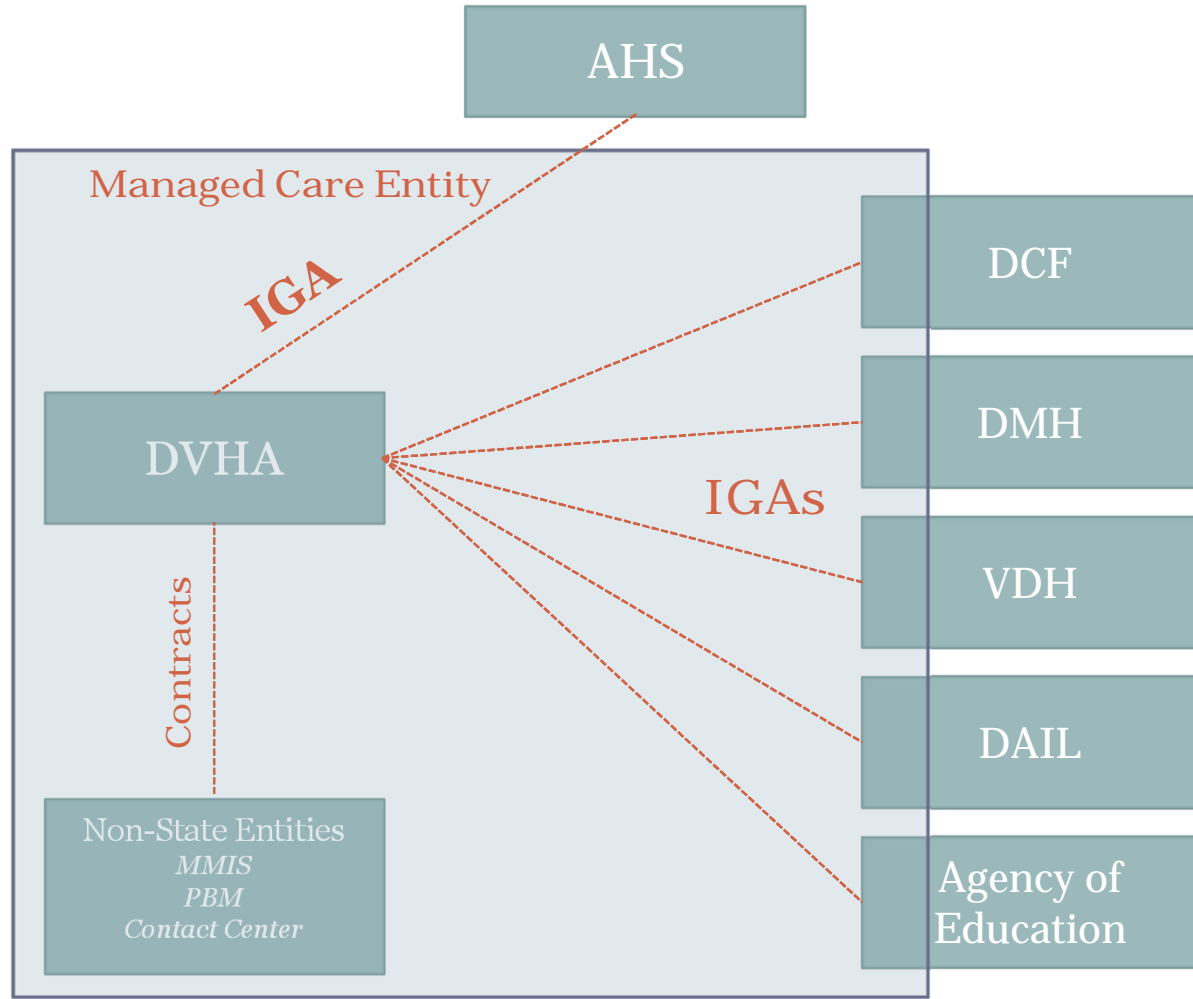 AHS
Managed Care Entity
IGA
DCF
DMH
DVHA
IGAs
VDH
Contracts
DAIL
Non-State Entities
MMIS
PBM
Contact Center
Agency of
Education